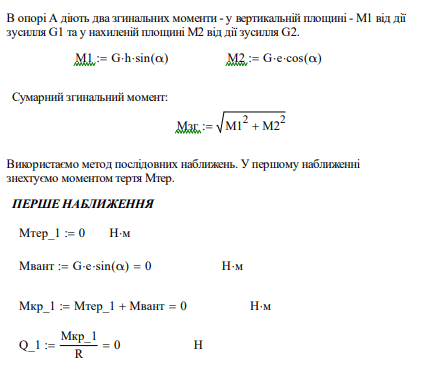 В опорі А діють два згинальних моменти - у вертикальній площині - М1 від дії
зусилля G1 та у нахиленій площині М2 від дії зусилля G2.
М1 := G·h·sin(α) М2 := G·e·cos(α)
Сумарний згинальний момент:
Мзг := √(М1² + М2²)
Використаємо метод послідовних наближень. У першому наближенні
знехтуємо моментом тертя Мтер.
ПЕРШЕ НАБЛИЖЕННЯ
Мтер_1 := 0 Н·м
Мвант := G·e·sin(α) = 0 Н·м
Мкр_1 := Мтер_1 + Мвант = 0 Н·м
Q_1 := Мкр_1 / R = 0 Н